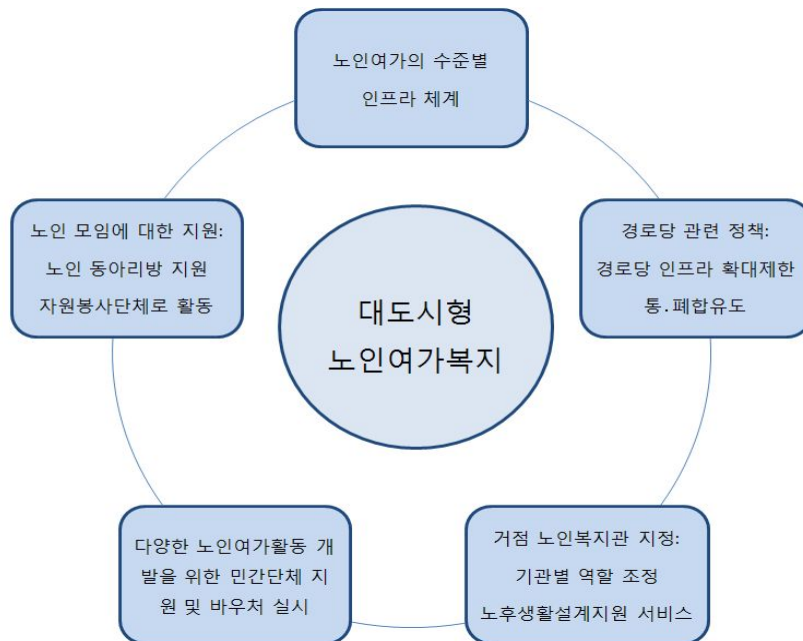 노인여가의 수준별
인프라 체계
노인 모임에 대한 지원:
노인 동아리방 지원
자원봉사단체로 활동
경로당 관련 정책:
경로당 인프라 확대제한
통.폐합유도
대도시형
노인여가복지
다양한 노인여가활동 개
발을 위한 민간단체 지
원 및 바우처 실시
거점 노인복지관 지정:
기관별 역할 조정
노후생활설계지원 서비스